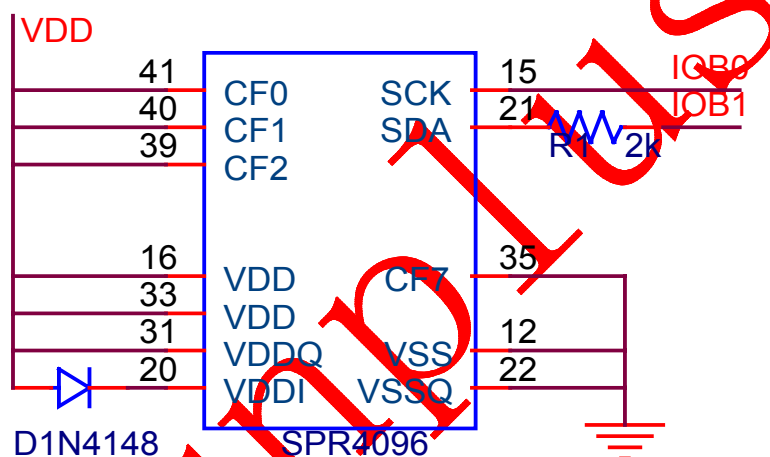 VDD
41 CF0 SCK 15 IOB0
40 CF1 SDA 21 IOB1
39 CF2 R1 2k
16 VDD CF7 35
33 VDD
31 VDDQ VSS 12
20 VDDI VSSQ 22
D1N4148 SPR4096